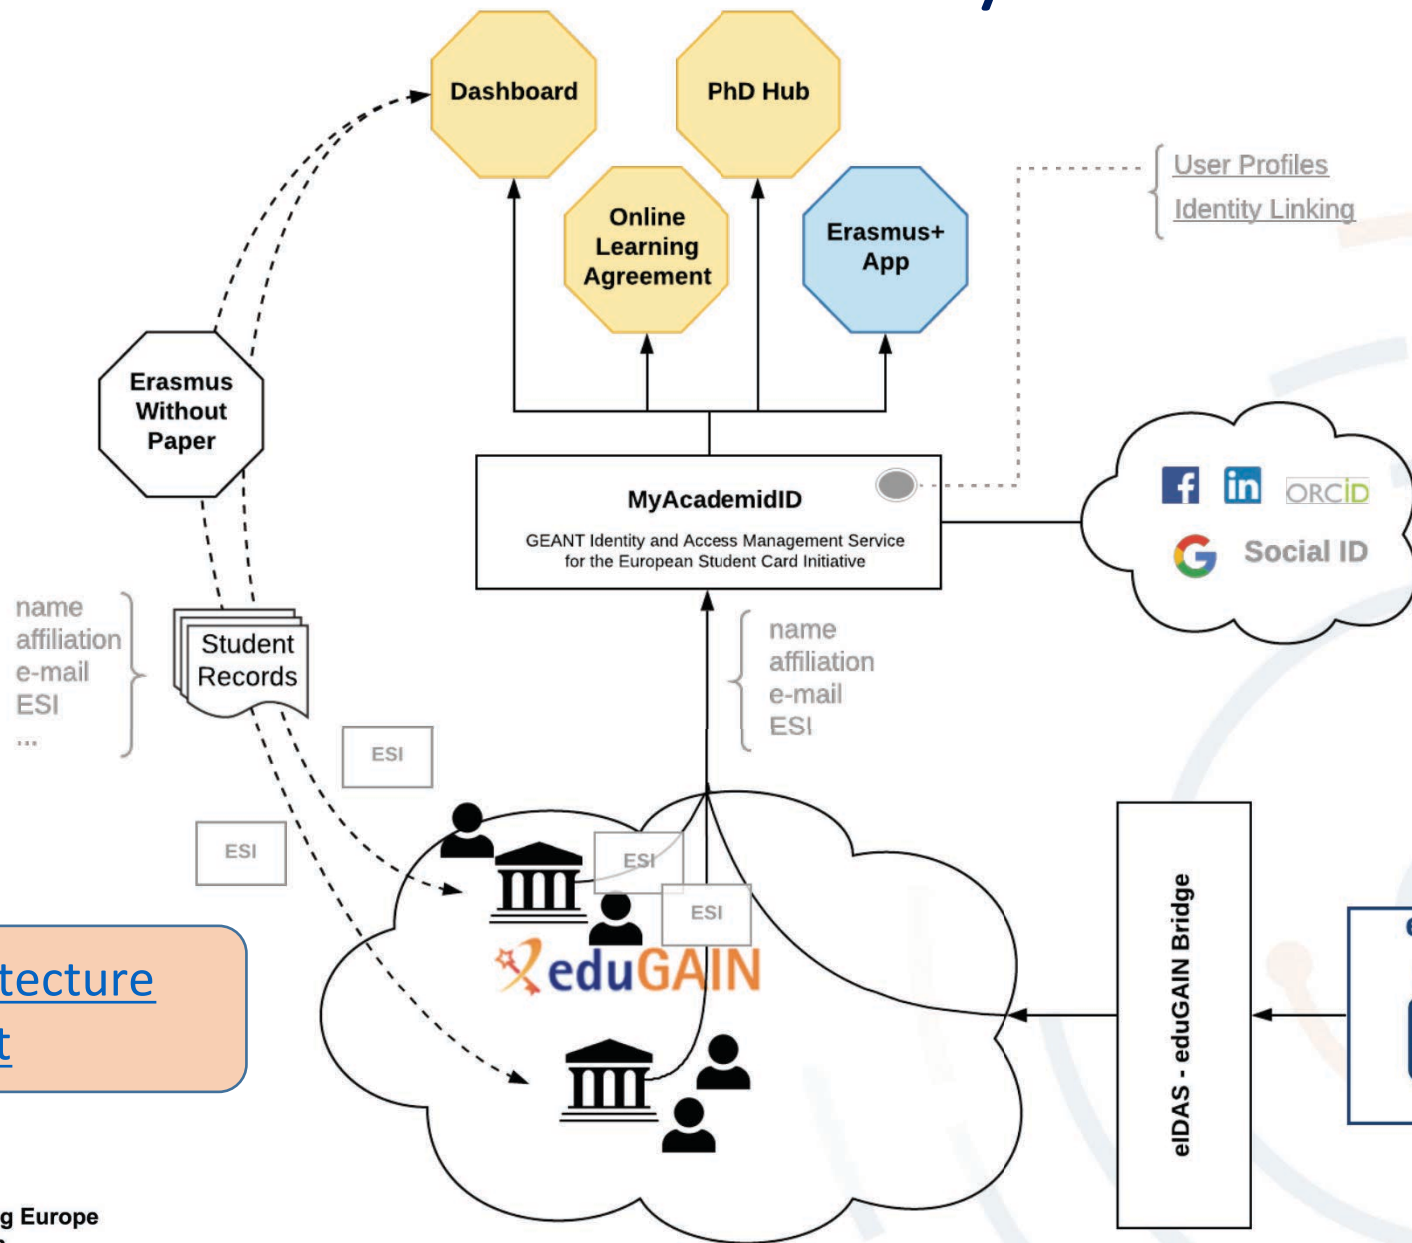 Dashboard
PhD Hub
Online
Learning
Agreement
Erasmus+
App
User Profiles
Identity Linking
Erasmus
Without
Paper
MyAcademidID
GEANT Identity and Access Management Service
for the European Student Card Initiative
ORCID
Social ID
name
affiliation
e-mail
ESI
...
Student
Records
name
affiliation
e-mail
ESI
ESI
ESI
ESI
ESI
eduGAIN
eIDAS - eduGAIN Bridge
tecture
t
g Europe